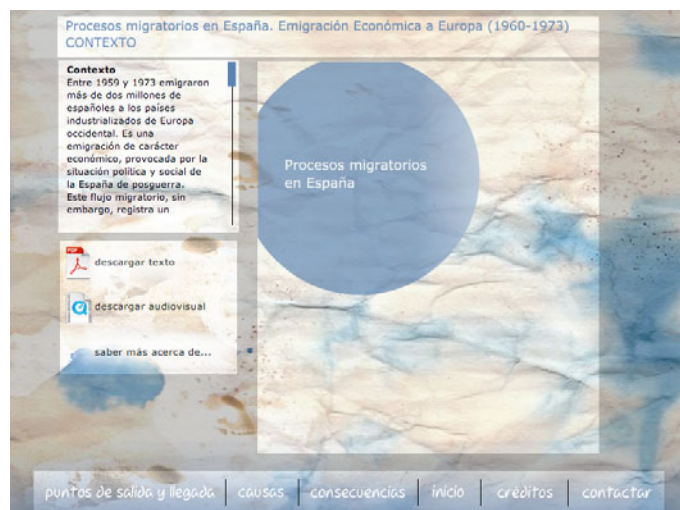 Procesos migratorios en España. Emigración Económica a Europa (1960-1973)
CONTEXTO
Contexto
Entre 1959 y 1973 emigraron
más de dos millones de
españoles a los países
industrializados de Europa
occidental. Es una
emigración de carácter
económico, provocada por la
situación política y social de
la España de posguerra.
Este flujo migratorio, sin
embargo, registra un
Procesos migratorios
en España
PDF
descargar texto
descargar audiovisual
saber más acerca de...
puntos de salida y llegada
causas
consecuencias
inicio
créditos
contactar